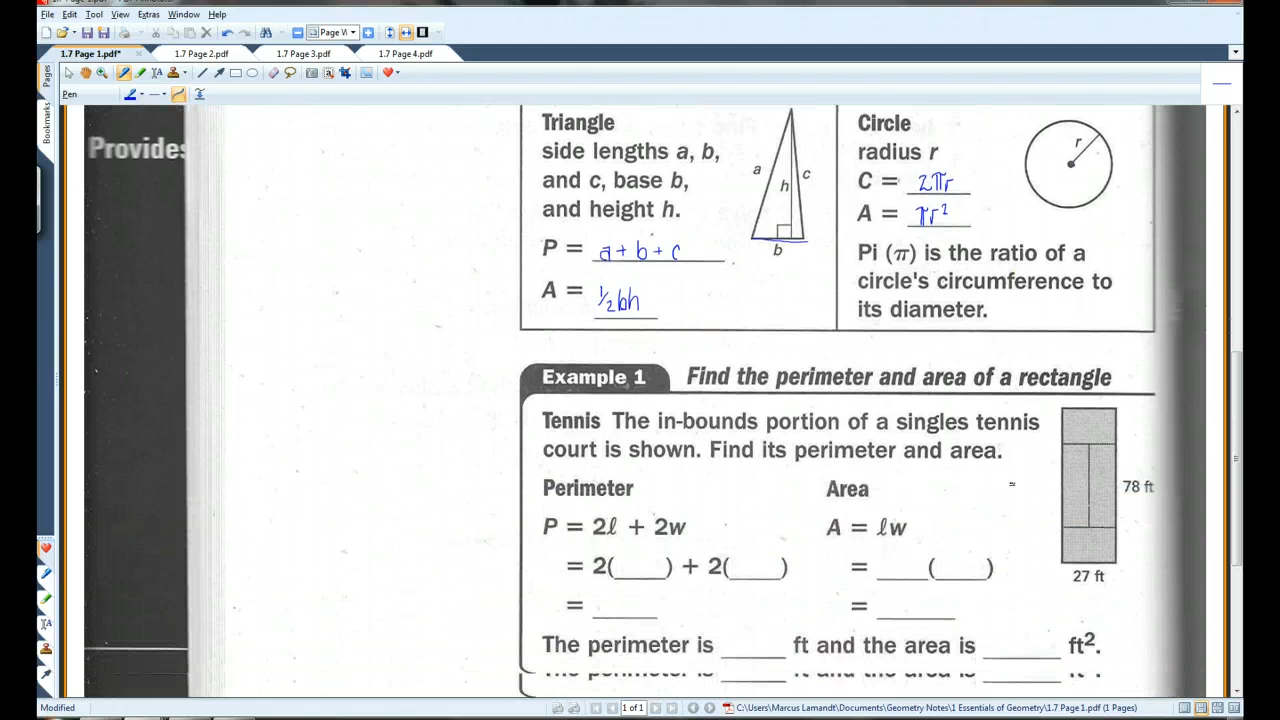 File Edit Tool View Extras Window Help
Page Wi
1.7 Page 1.pdf* 1.7 Page 2.pdf 1.7 Page 3.pdf 1.7 Page 4.pdf
Pen
Pages
Bookmarks
Provides
Triangle
side lengths a, b,
and c, base b,
and height h.
P = a + b + c
A = 1/2bh
a h c
b
Circle
radius r
C = 2πr
A = πr²
r
Pi (π) is the ratio of a
circle's circumference to
its diameter.
Example 1 Find the perimeter and area of a rectangle
Tennis The in-bounds portion of a singles tennis
court is shown. Find its perimeter and area.
Perimeter
P = 2ℓ + 2w
= 2(____) + 2(____)
= ____
Area
A = ℓw
= ____(____)
= ____
78 ft
27 ft
The perimeter is ____ ft and the area is ____ ft².
Modified
1 of 1
C:\Users\Marcus Lamandt\Documents\Geometry Notes\1 Essentials of Geometry\1.7 Page 1.pdf (1 Pages)